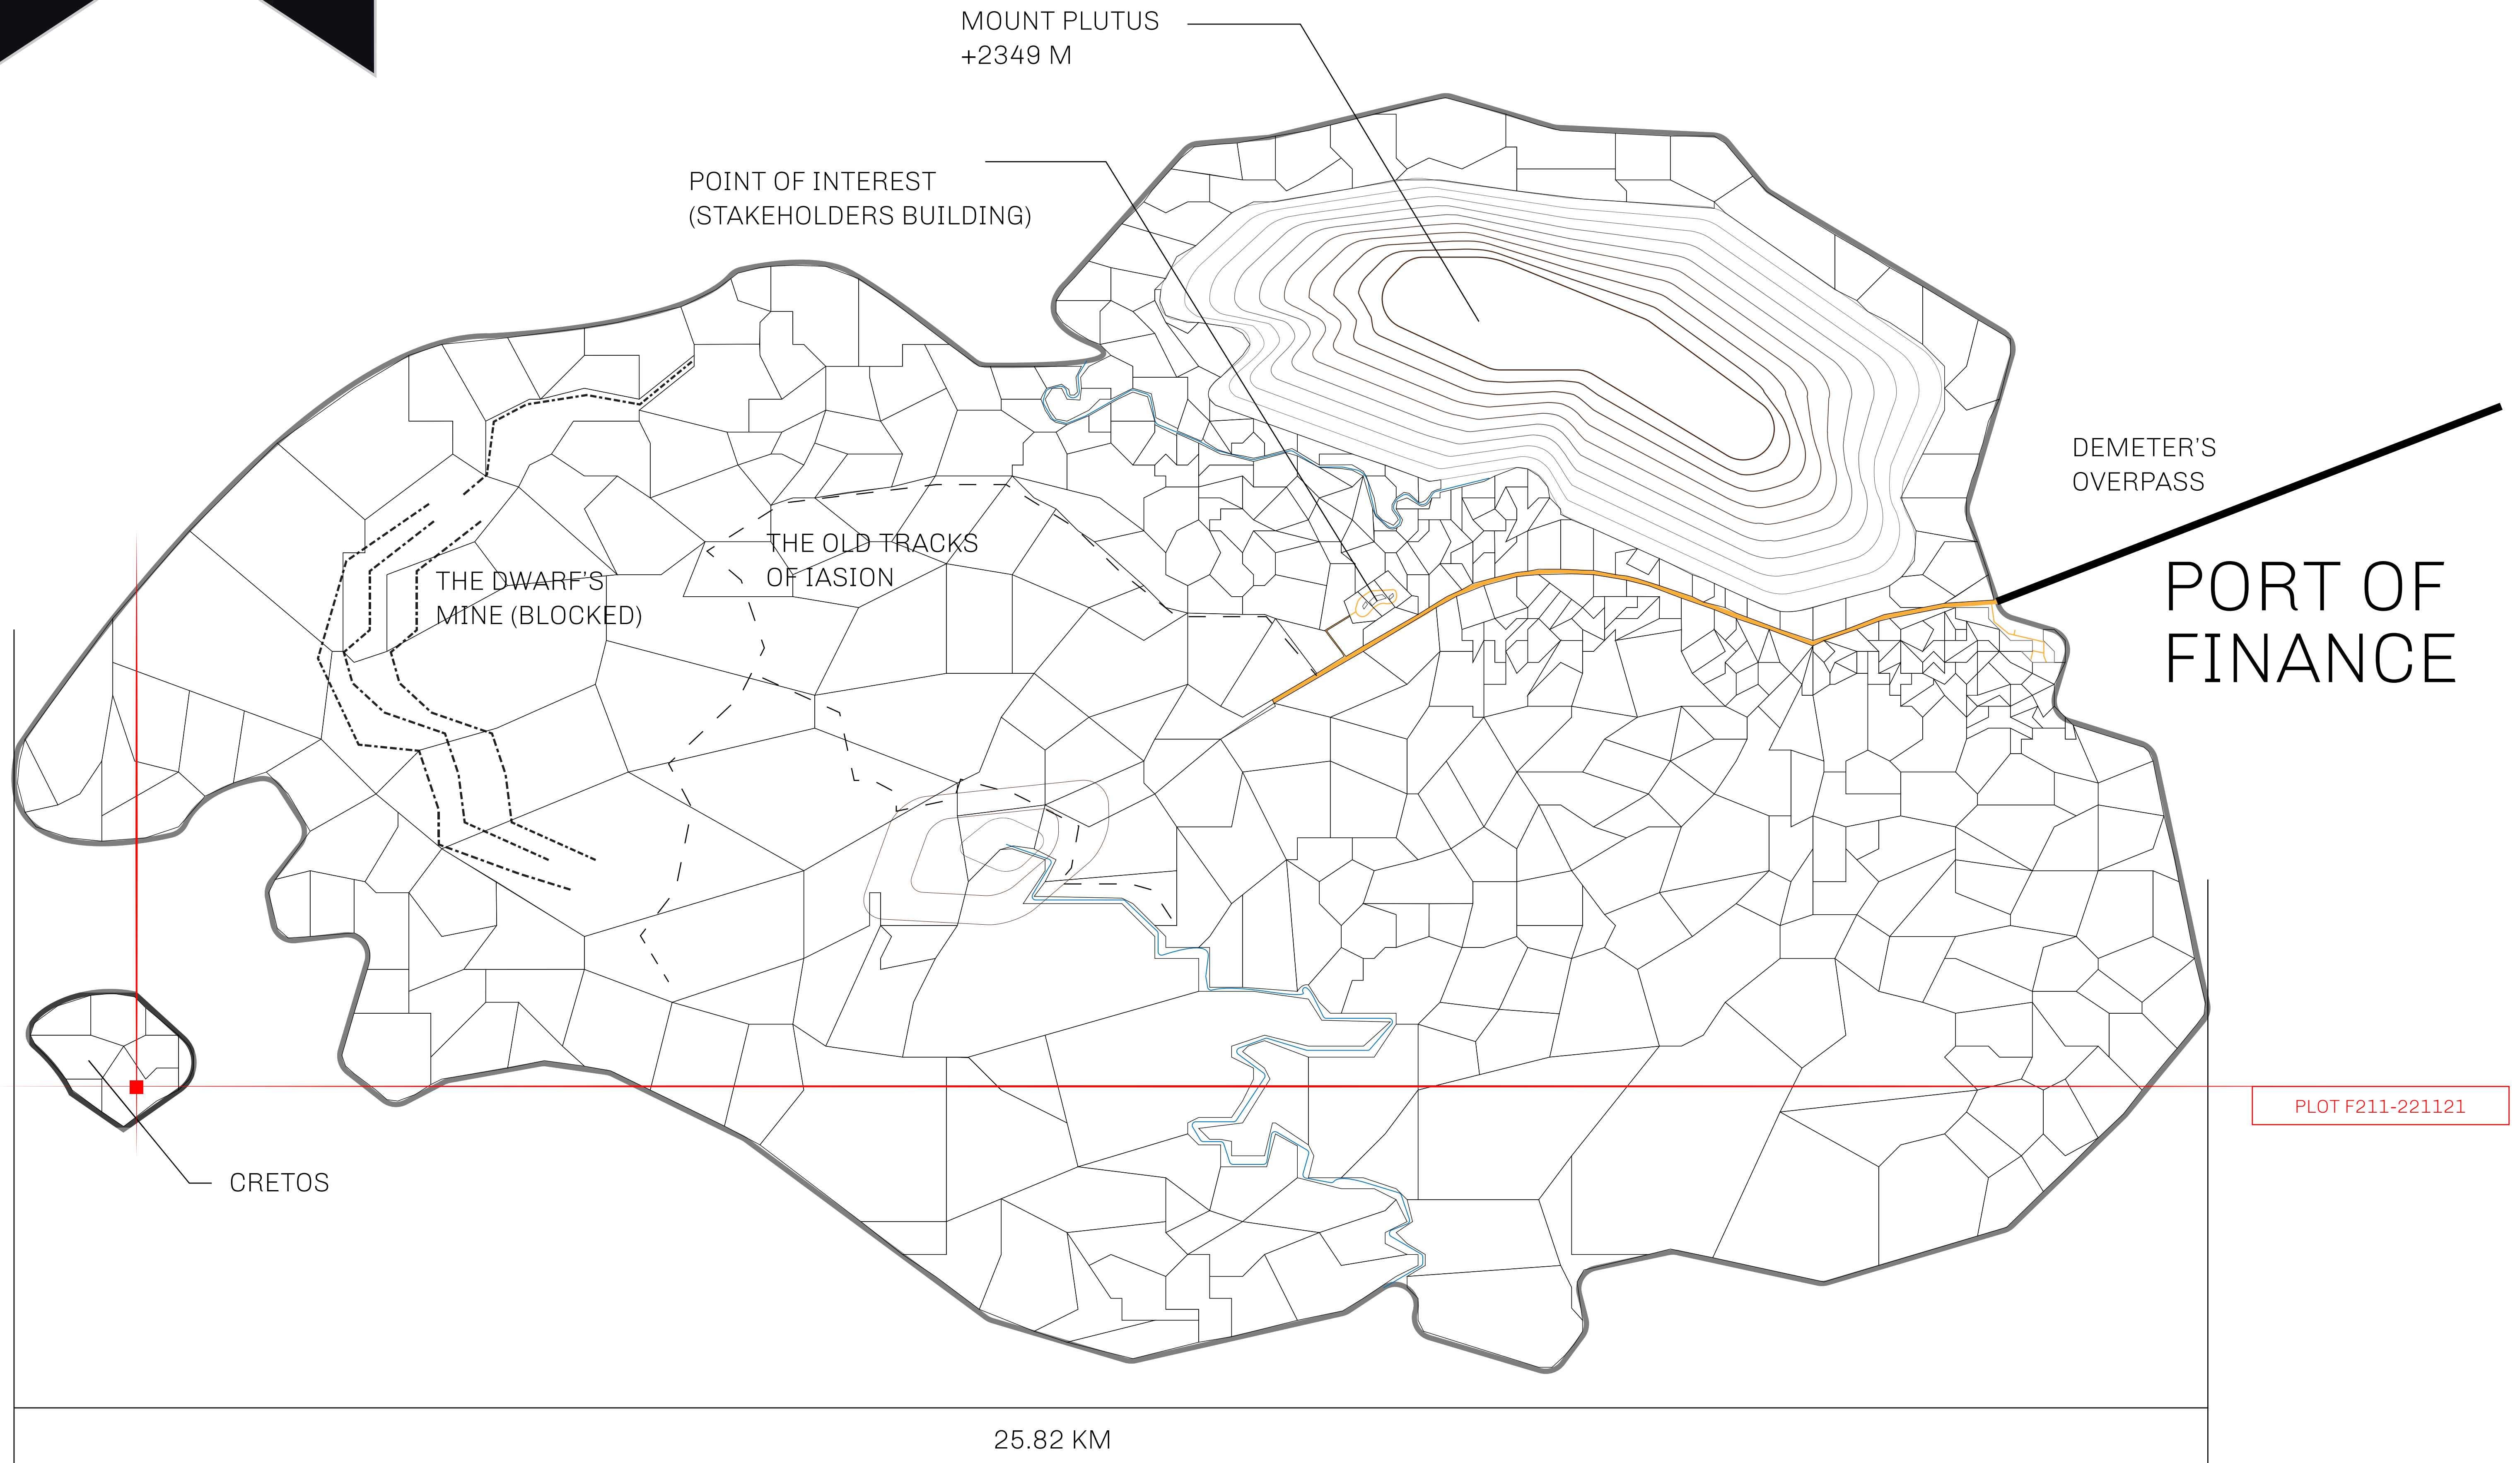 MOUNT PLUTUS
+2349 M
POINT OF INTEREST
(STAKEHOLDERS BUILDING)
DEMETER'S
OVERPASS
THE OLD TRACKS
OF IASION
THE DWARF'S
MINE (BLOCKED)
PORT OF
FINANCE
PLOT F211-221121
CRETOS
25.82 KM